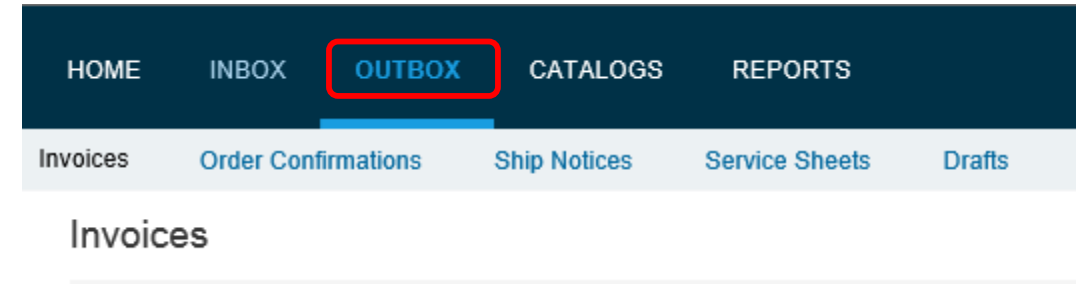 HOME INBOX OUTBOX CATALOGS REPORTS
Invoices Order Confirmations Ship Notices Service Sheets Drafts
Invoices